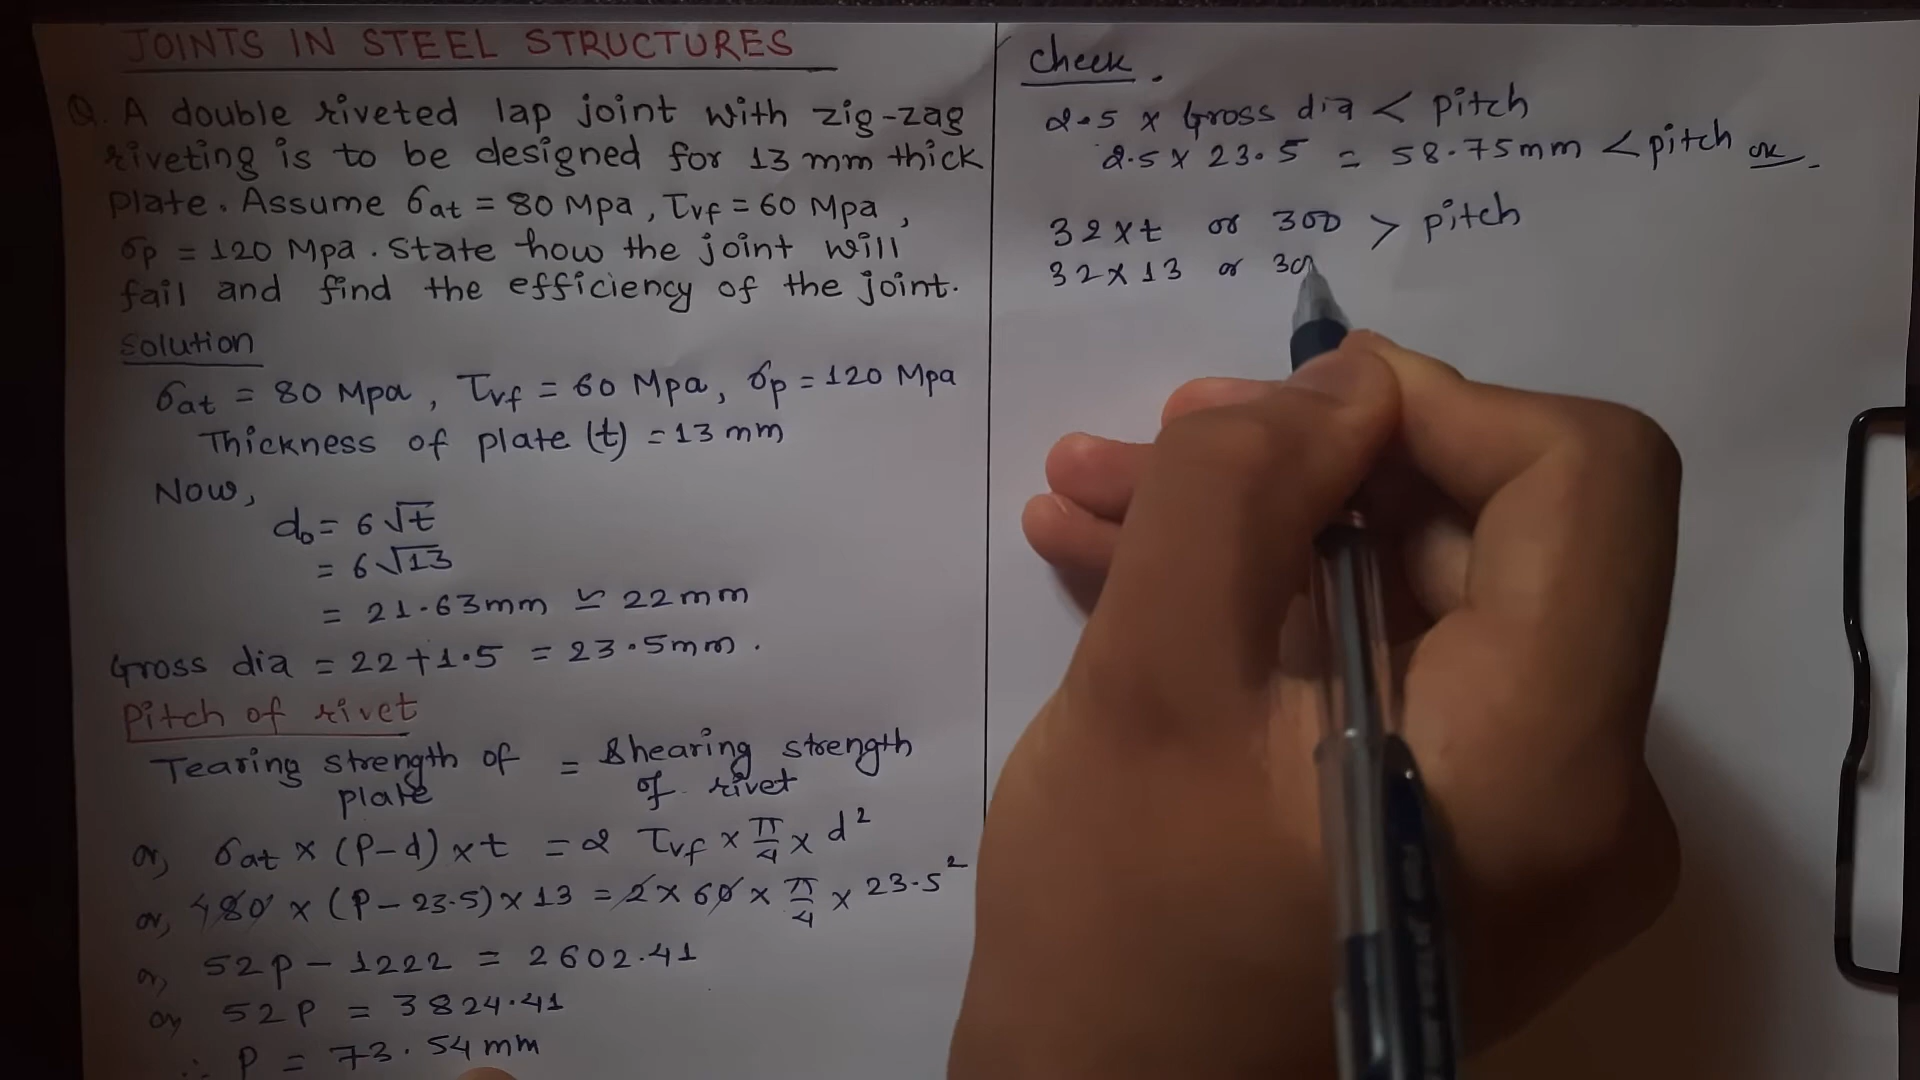 JOINTS IN STEEL STRUCTURES
Q. A double riveted lap joint with zig-zag
riveting is to be designed for 13 mm thick
plate. Assume σat = 80 Mpa, τvf = 60 Mpa,
σp = 120 Mpa. State how the joint will
fail and find the efficiency of the joint.
Solution
σat = 80 Mpa, τvf = 60 Mpa, σp = 120 Mpa
Thickness of plate (t) = 13 mm
Now,
do = 6 √t
= 6 √13
= 21.63mm ≃ 22mm
Gross dia = 22+1.5 = 23.5mm.
Pitch of rivet
Tearing strength of plate = Shearing strength of rivet
or, σat × (P-d) × t = 2 τvf × π/4 × d²
or, 480 × (P-23.5) × 13 = 2 × 60 × π/4 × 23.5²
or, 52p - 1222 = 2602.41
or, 52P = 3824.41
∴ P = 73.54mm
Check.
2.5 × Gross dia < pitch
2.5 × 23.5 = 58.75mm < pitch ok.
32×t or 300 > pitch
32×13 or 30